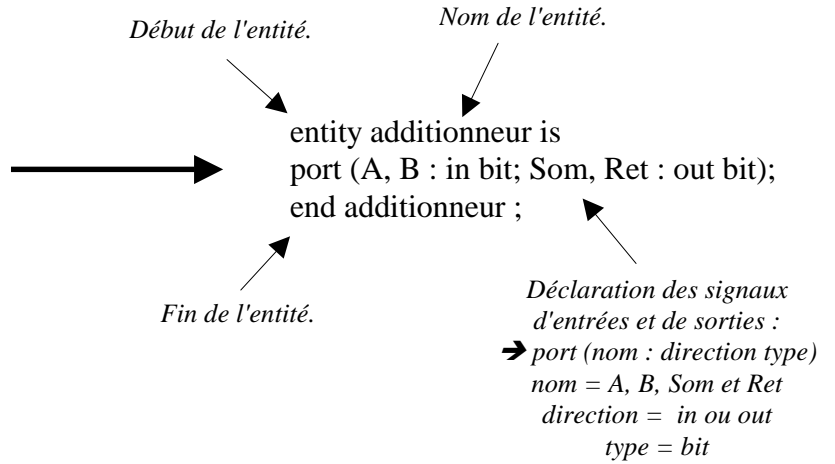 Début de l'entité.
Nom de l'entité.
entity additionneur is
port (A, B : in bit; Som, Ret : out bit);
end additionneur ;
Fin de l'entité.
Déclaration des signaux
d'entrées et de sorties :
➔ port (nom : direction type)
nom = A, B, Som et Ret
direction = in ou out
type = bit